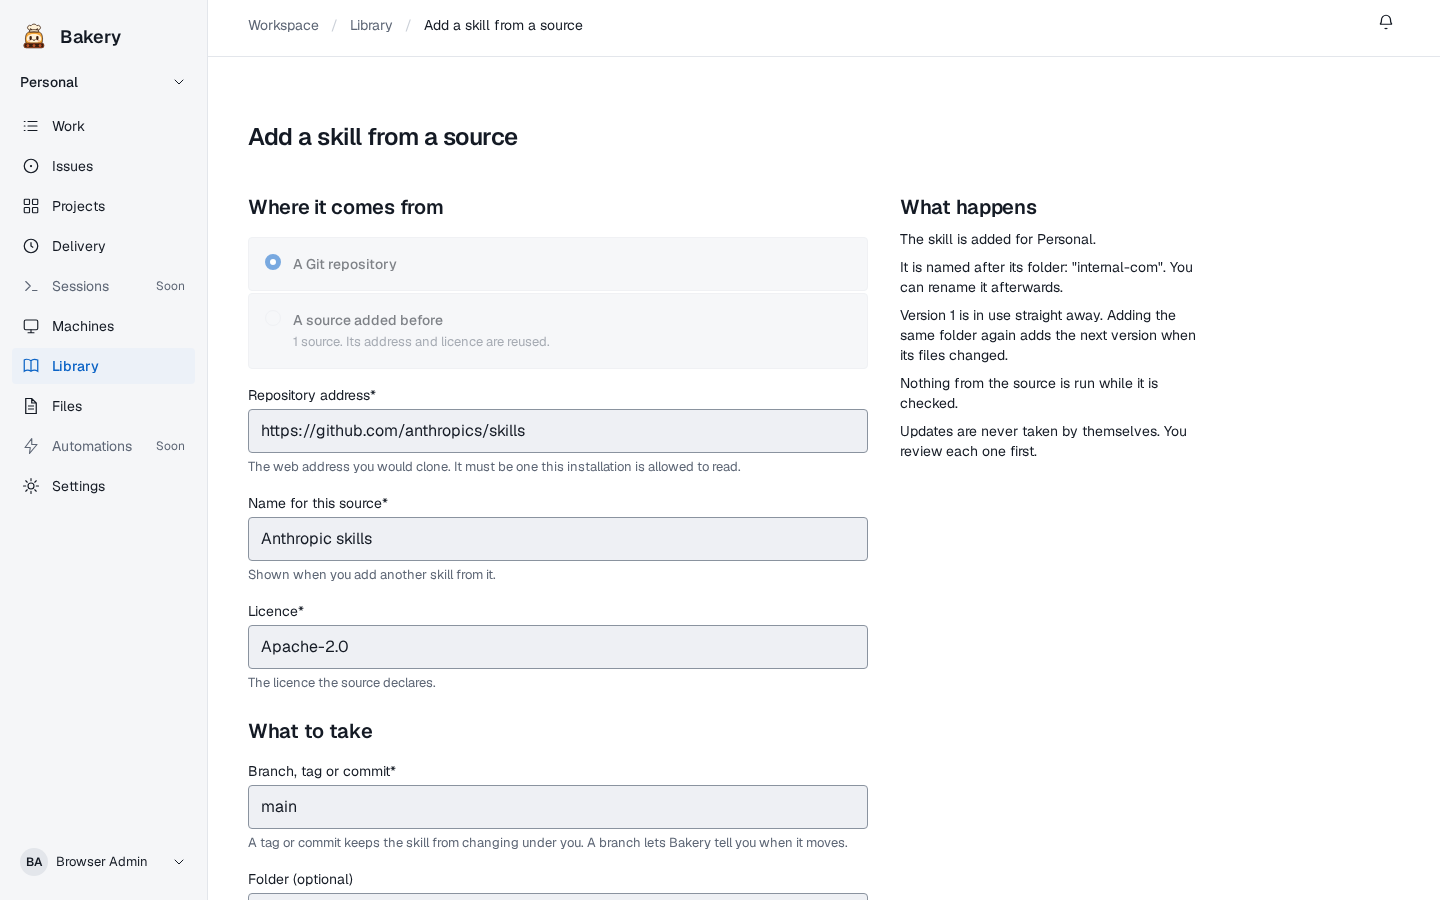 Bakery
Personal
Work
Issues
Projects
Delivery
Sessions Soon
Machines
Library
Files
Automations Soon
Settings
BA Browser Admin
Workspace / Library / Add a skill from a source
Add a skill from a source
Where it comes from
A Git repository
A source added before
1 source. Its address and licence are reused.
Repository address*
https://github.com/anthropics/skills
The web address you would clone. It must be one this installation is allowed to read.
Name for this source*
Anthropic skills
Shown when you add another skill from it.
Licence*
Apache-2.0
The licence the source declares.
What to take
Branch, tag or commit*
main
A tag or commit keeps the skill from changing under you. A branch lets Bakery tell you when it moves.
Folder (optional)
What happens
The skill is added for Personal.
It is named after its folder: "internal-com". You
can rename it afterwards.
Version 1 is in use straight away. Adding the
same folder again adds the next version when
its files changed.
Nothing from the source is run while it is
checked.
Updates are never taken by themselves. You
review each one first.